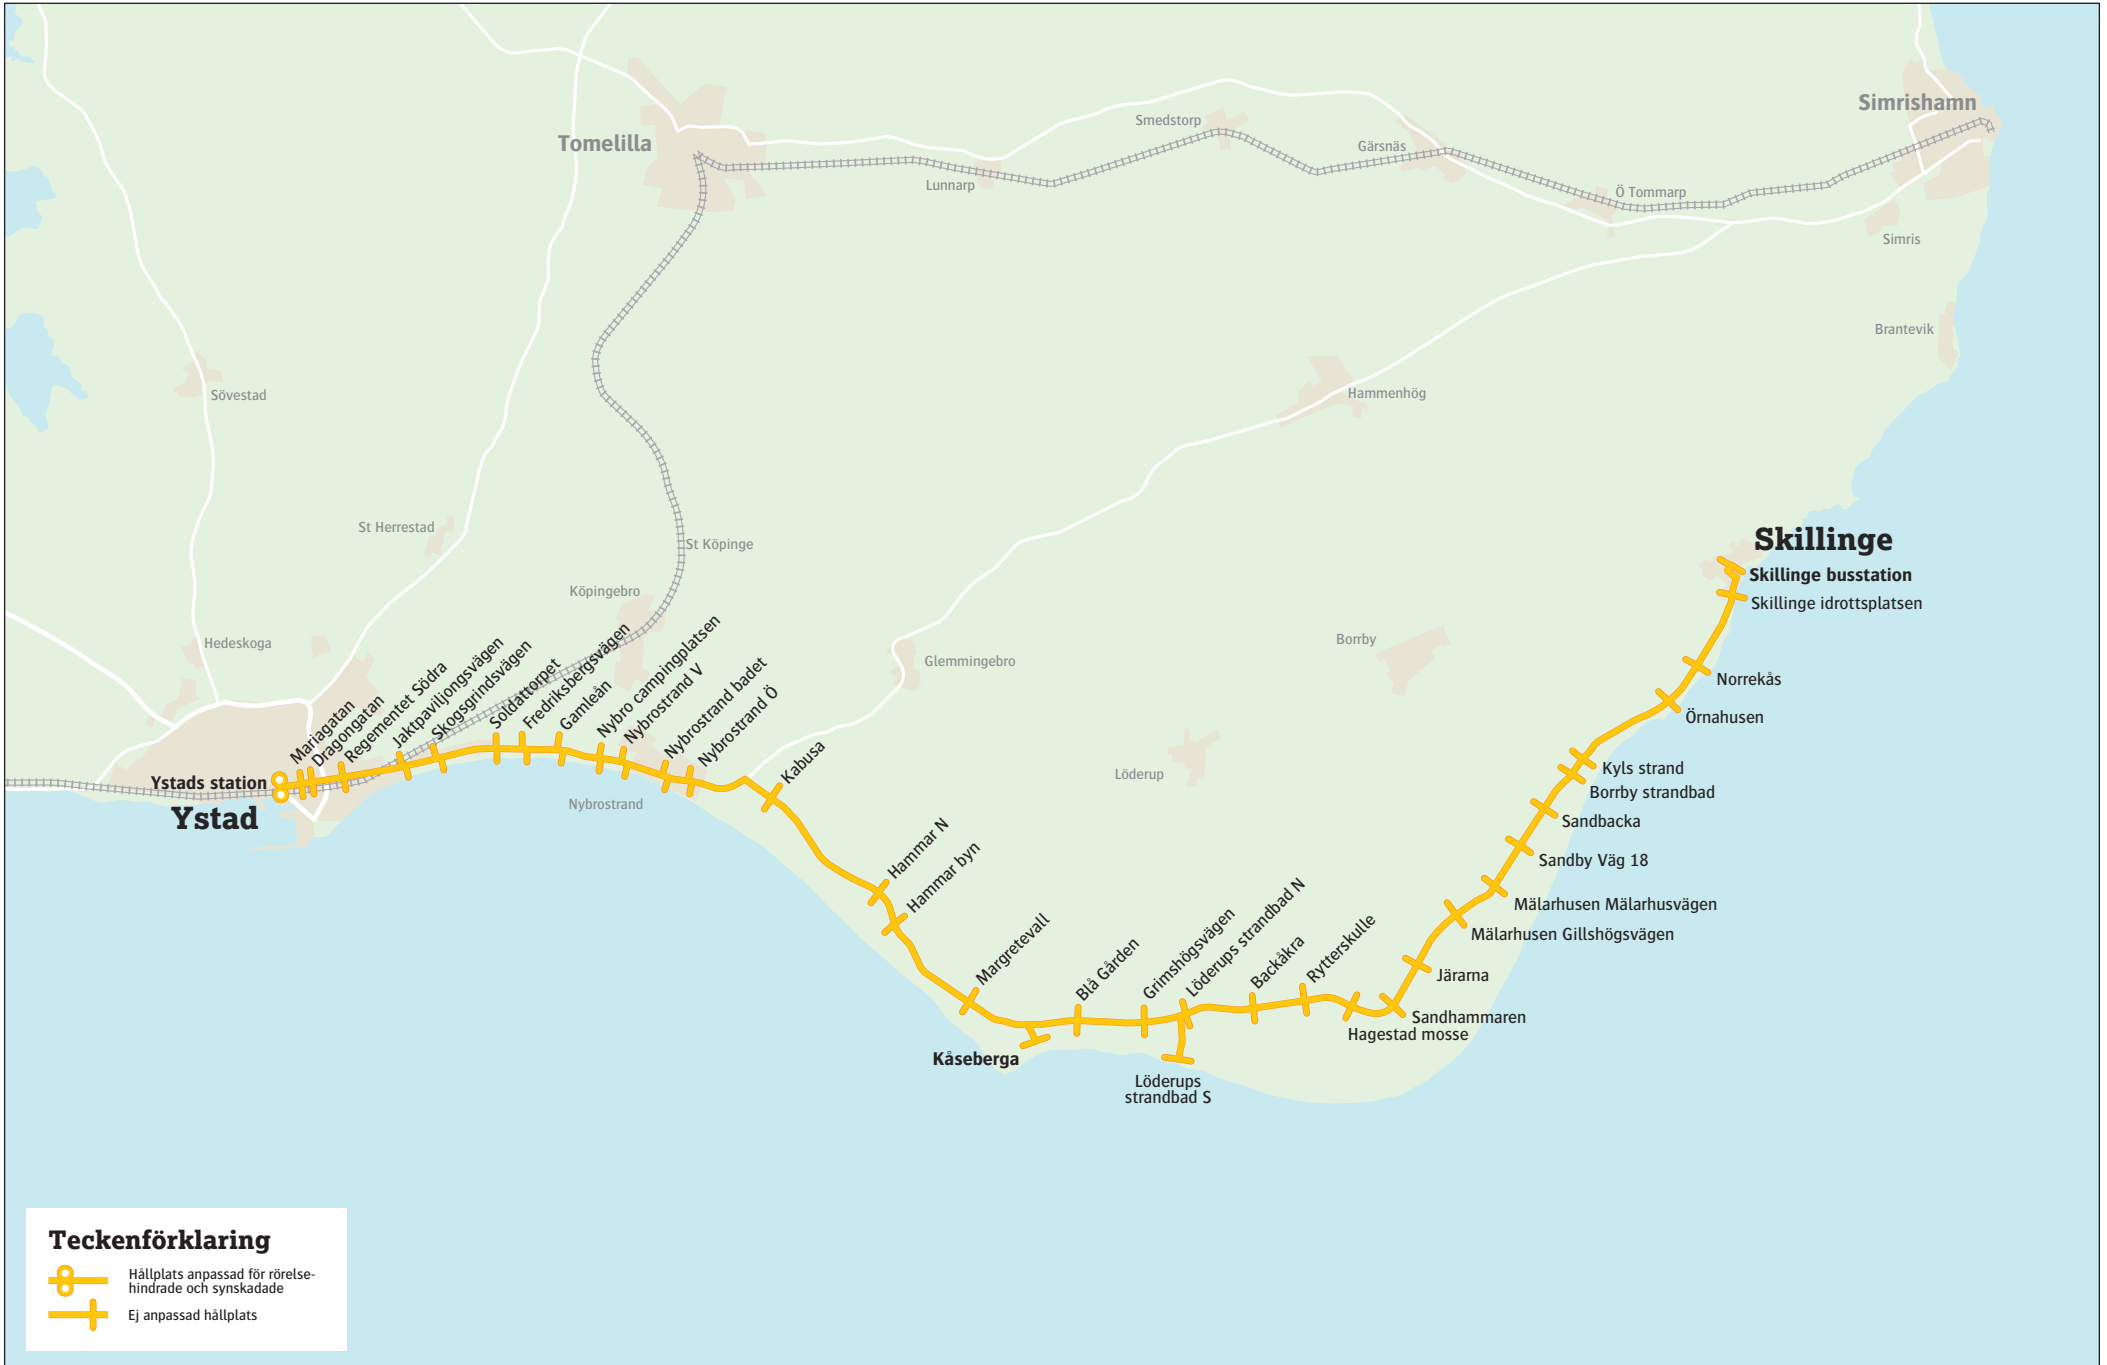 Simrishamn
Tomelilla
Smedstorp
Gärsnäs
Lunnarp
Ö Tommarp
Simris
Brantevik
Sövestad
Hammenhög
St Herrestad
St Köpinge
Köpingebro
Hedeskoga
Glemmingebro
Borrby
Löderup
Nybrostrand
Ystads station
Ystad
Mariagatan
Dragongatan
Regementet Södra
Jaktpaviljongsvägen
Skogsgrindsvägen
Soldattorpet
Fredriksbergsvägen
Gamleån
Nybro campingplatsen
Nybrostrand V
Nybrostrand badet
Nybrostrand Ö
Kabusa
Hammar N
Hammar byn
Margretevall
Kåseberga
Blå Gården
Grimshögsvägen
Löderups strandbad N
Löderups
strandbad S
Backåkra
Rytterskulle
Hagestad mosse
Sandhammaren
Järarna
Mälarhusen Gillshögsvägen
Mälarhusen Mälarhusvägen
Sandby Väg 18
Sandbacka
Borrby strandbad
Kyls strand
Örnahusen
Norrekås
Skillinge idrottsplatsen
Skillinge busstation
Skillinge
Teckenförklaring
Hållplats anpassad för rörelse-
hindrade och synskadade
Ej anpassad hållplats